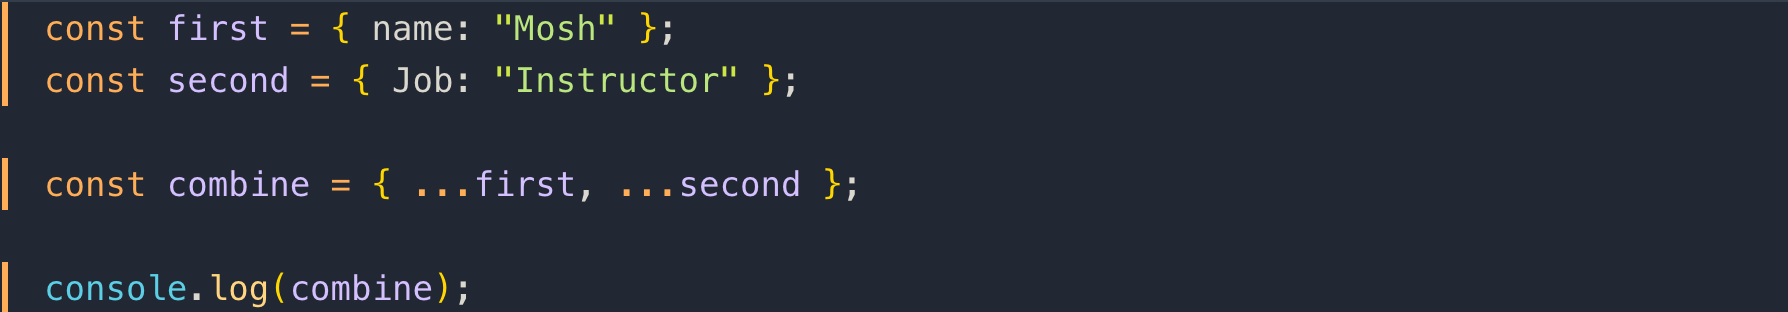 const first = { name: "Mosh" };
const second = { Job: "Instructor" };
const combine = { ...first, ...second };
console.log(combine);